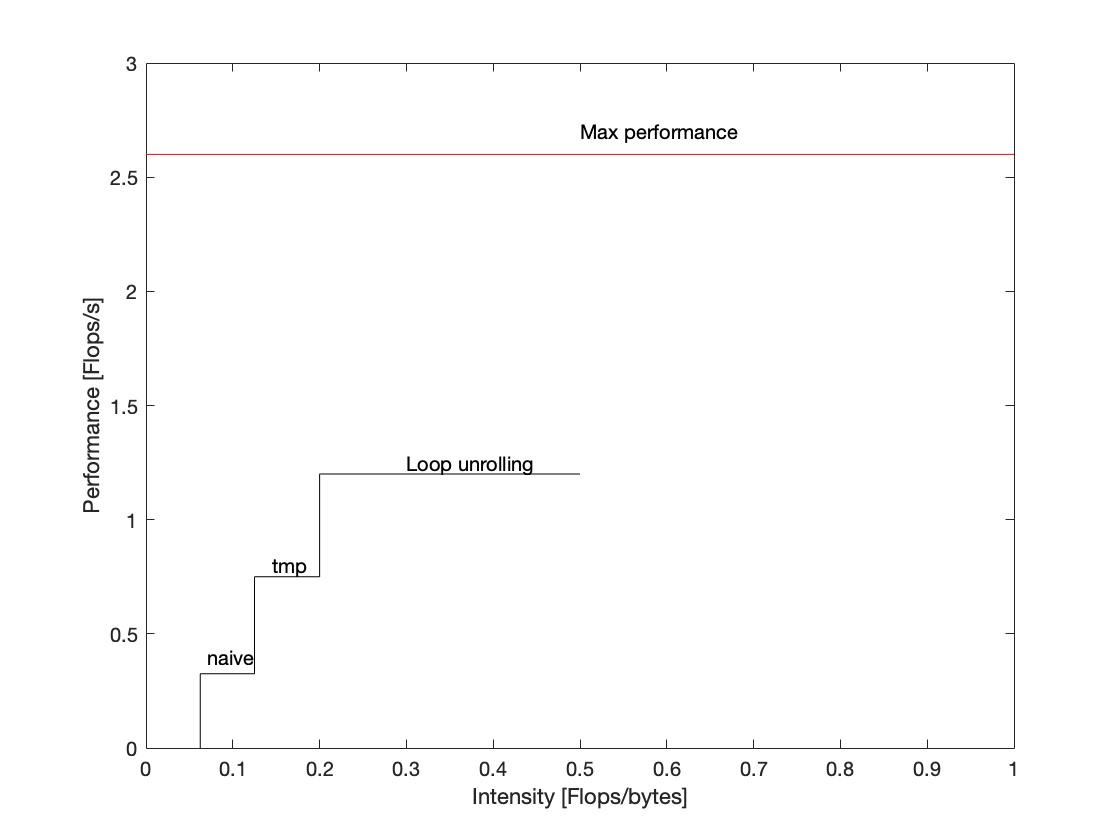 3
Max performance
2.5
2
1.5
Loop unrolling
1
tmp
0.5
naive
0
0 0.1 0.2 0.3 0.4 0.5 0.6 0.7 0.8 0.9 1
Intensity [Flops/bytes]
Performance [Flops/s]